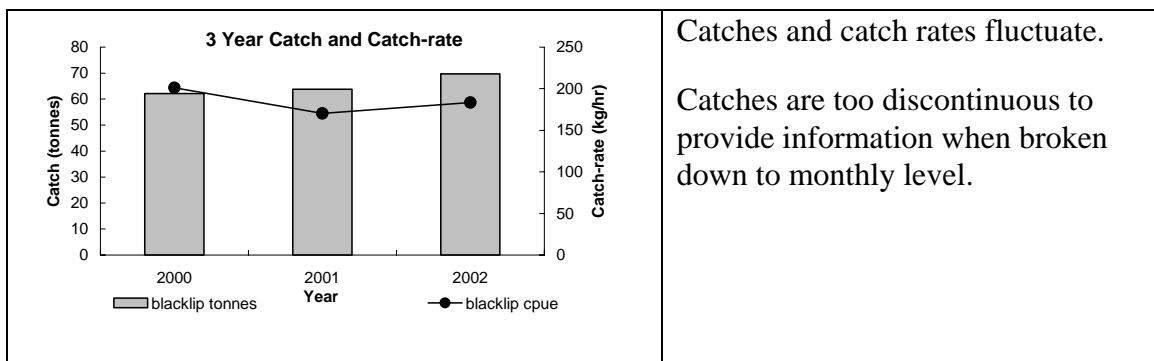 3 Year Catch and Catch-rate
80
70
60
50
40
30
20
10
0
Catch (tonnes)
250
200
150
100
50
0
Catch-rate (kg/hr)
2000 2001 2002
Year
blacklip tonnes blacklip cpue
Catches and catch rates fluctuate.
Catches are too discontinuous to
provide information when broken
down to monthly level.